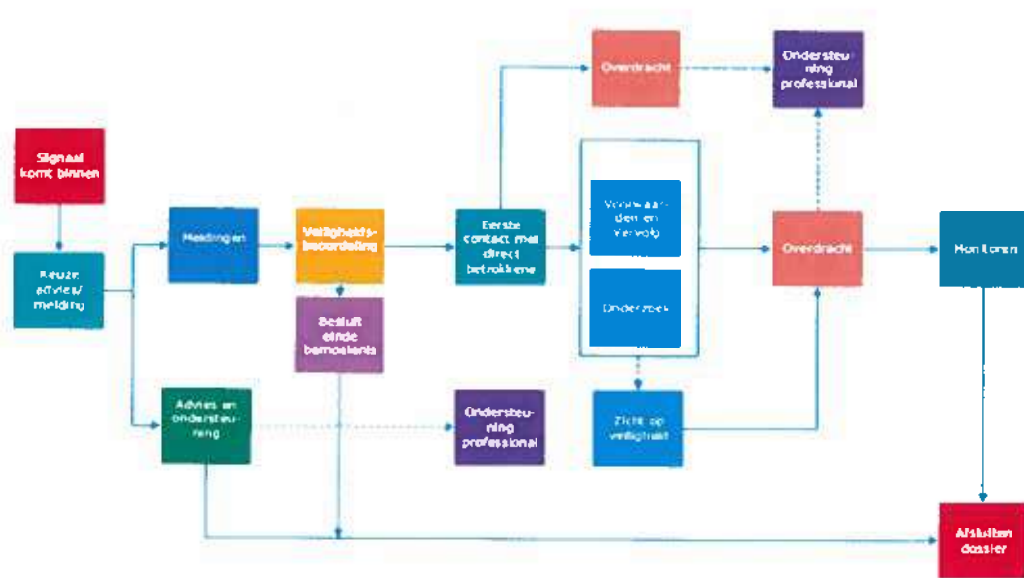 Overdracht
Ondersteu-
ning
professional
Signaal
komt binnen
Meldingen
Veiligheids-
beoordeling
Eerste
contact met
direct
betrokkene
Voorwaar-
den en
vervolg
Overdracht
Monitoren
Keuze
advies/
melding
Onderzoek
Besluit
einde
bemoeienis
Advies en
ondersteu-
ning
Ondersteu-
ning
professional
Zicht op
veiligheid
Afsluiten
dossier